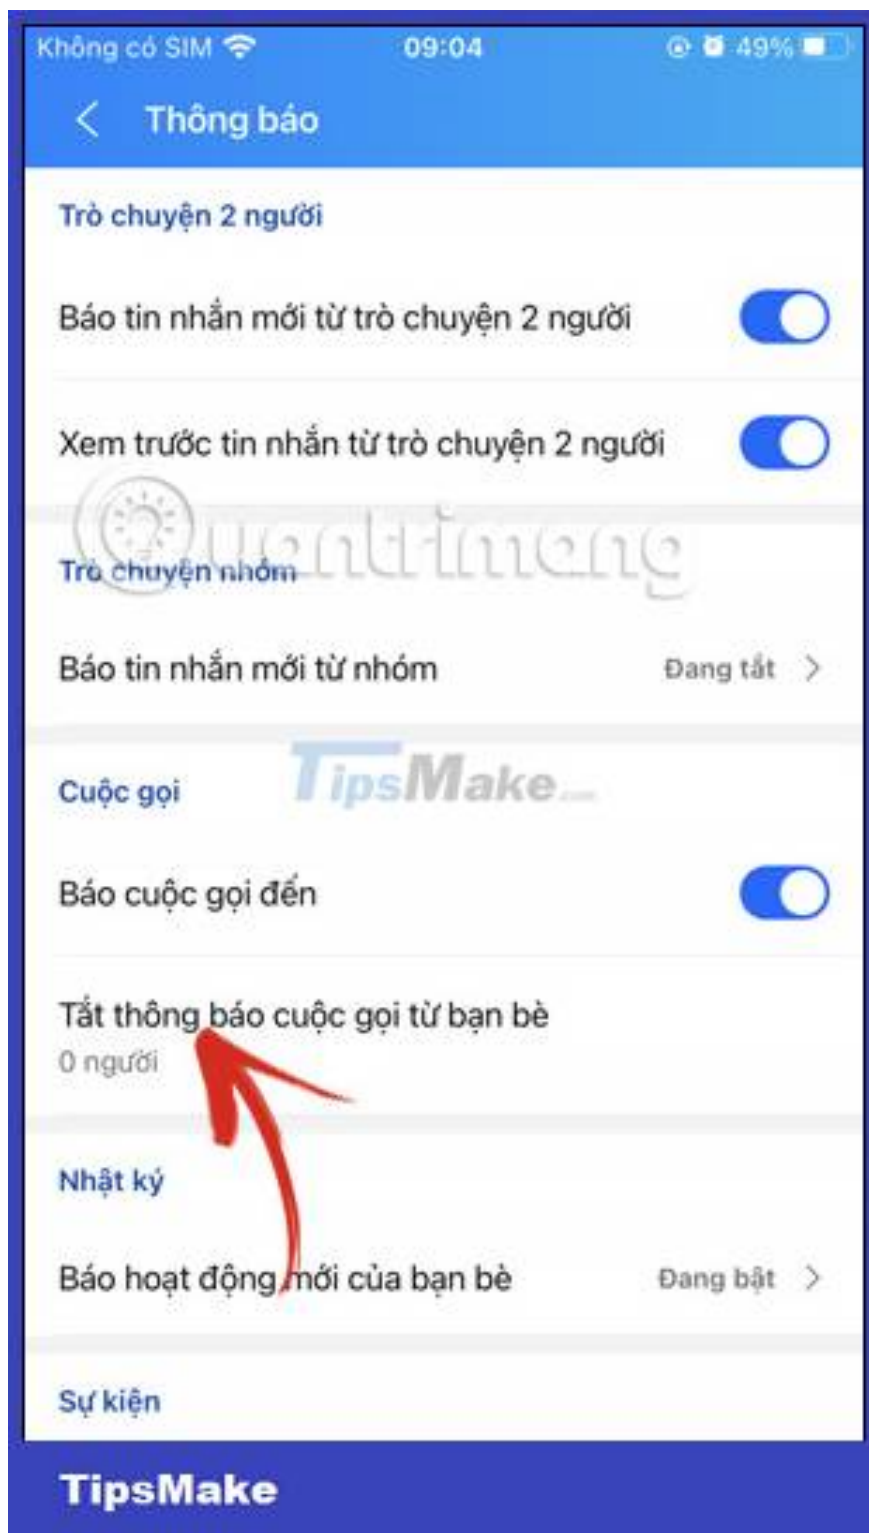 Không có SIM 09:04 49%
Thông báo
Trò chuyện 2 người
Báo tin nhắn mới từ trò chuyện 2 người
Xem trước tin nhắn từ trò chuyện 2 người
Quantrimang
Trò chuyện nhóm
Báo tin nhắn mới từ nhóm Đang tắt
TipsMake.com
Cuộc gọi
Báo cuộc gọi đến
Tắt thông báo cuộc gọi từ bạn bè
0 người
Nhật ký
Báo hoạt động mới của bạn bè Đang bật
Sự kiện
TipsMake